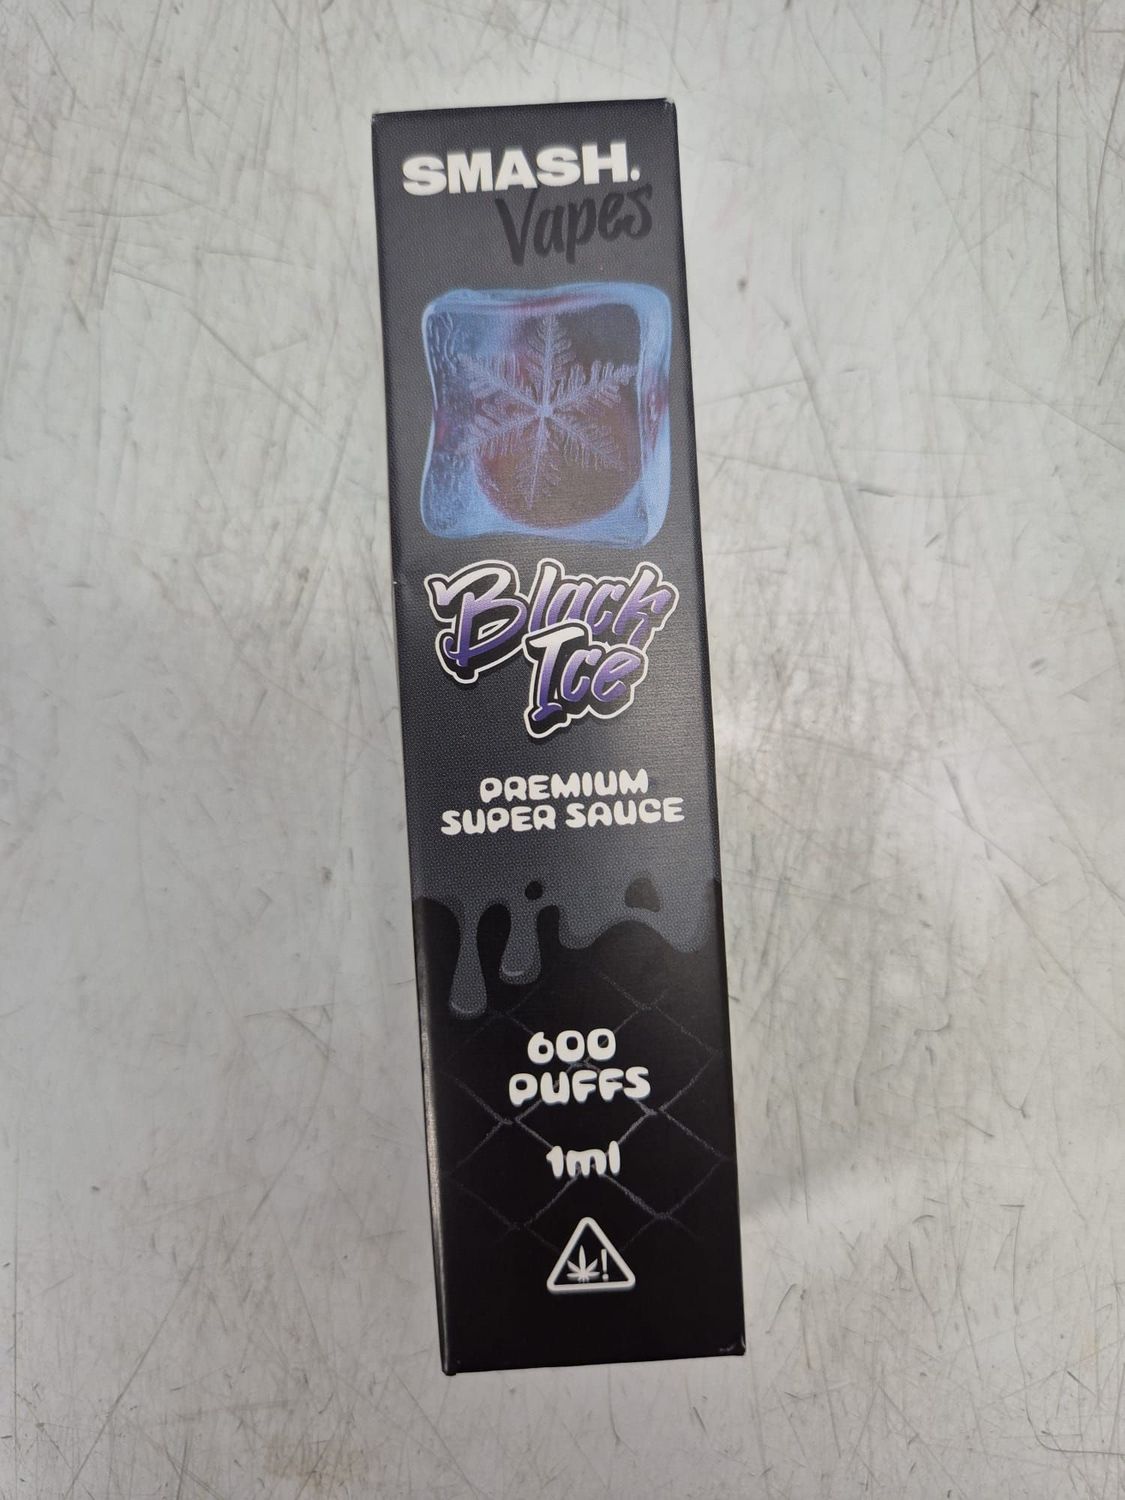 SMASH.
Vapes
Black
Ice
PREMIUM
SUPER SAUCE
600
PUFFS
1ml
!